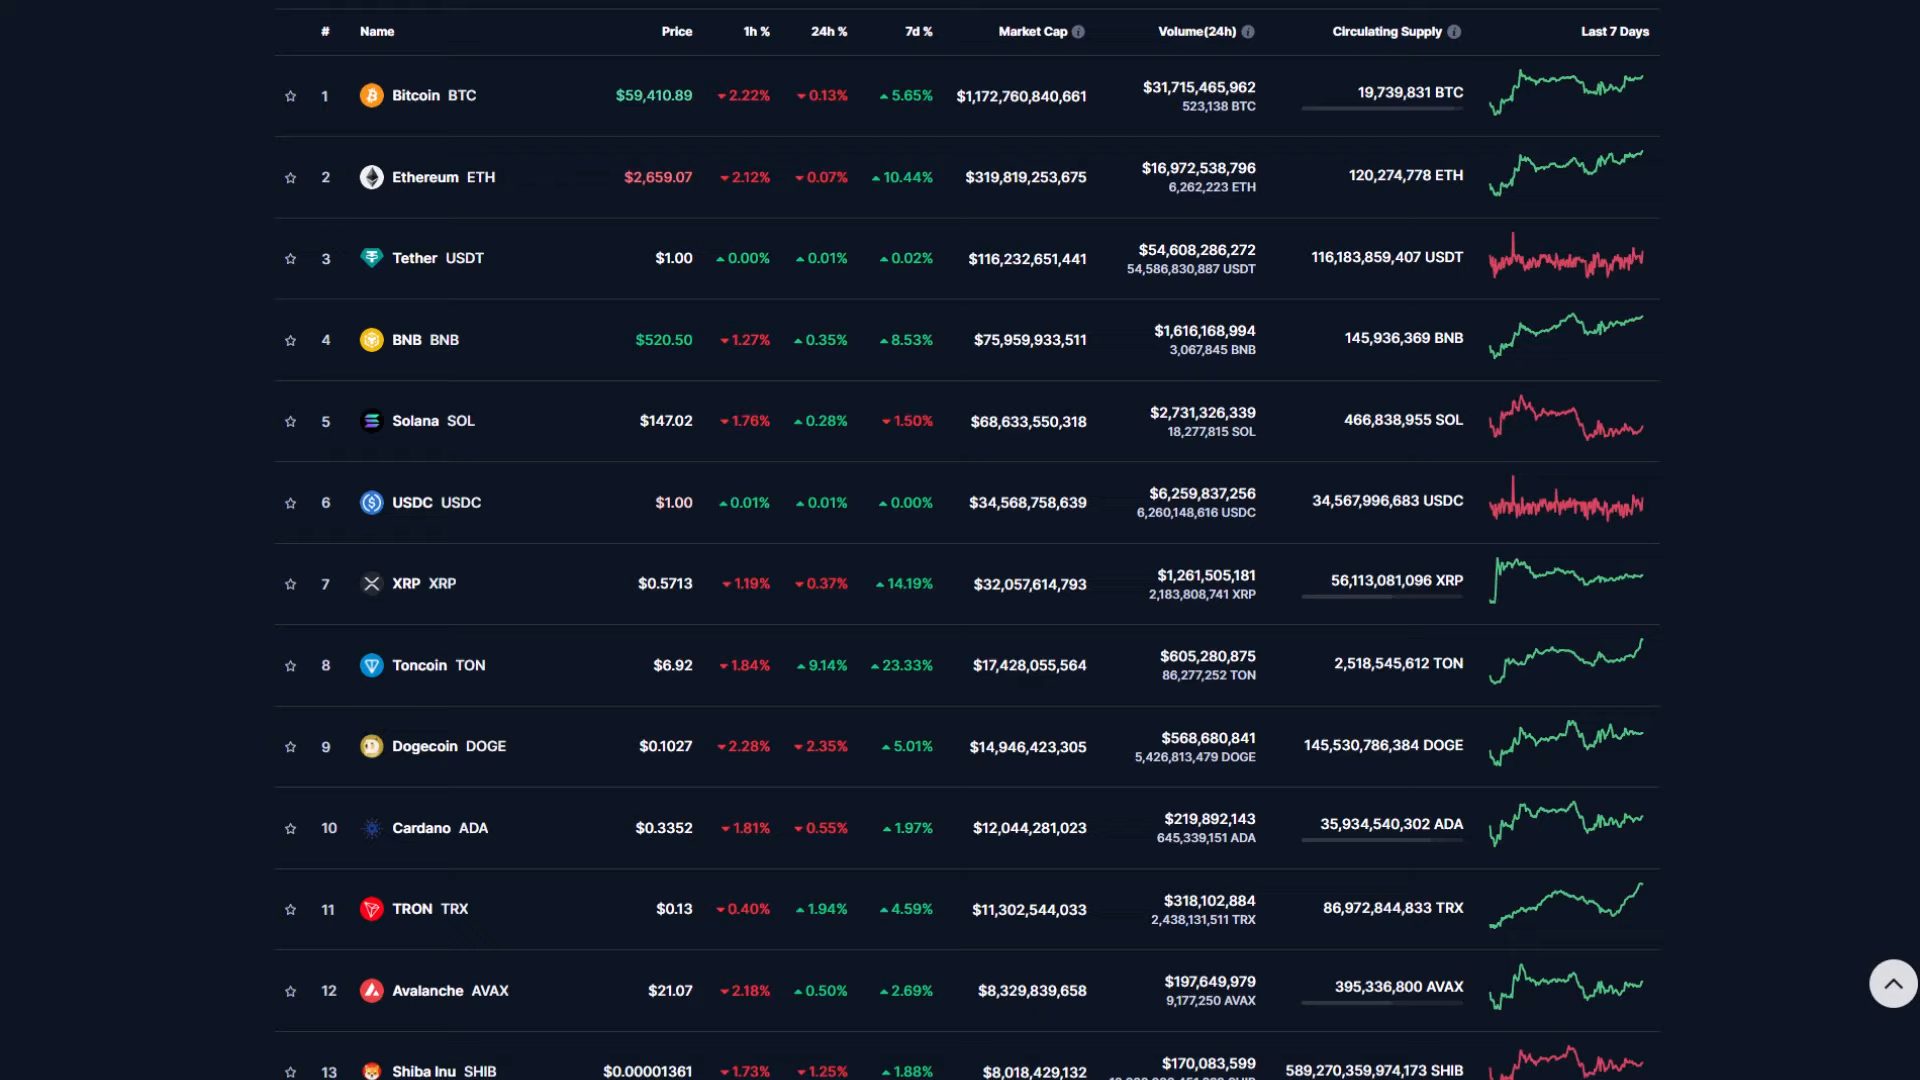 # Name Price 1h % 24h % 7d % Market Cap Volume(24h) Circulating Supply Last 7 Days
1 Bitcoin BTC $59,410.89 2.22% 0.13% 5.65% $1,172,760,840,661 $31,715,465,962 19,739,831 BTC
523,138 BTC
2 Ethereum ETH $2,659.07 2.12% 0.07% 10.44% $319,819,253,675 $16,972,538,796 120,274,778 ETH
6,262,223 ETH
3 Tether USDT $1.00 0.00% 0.01% 0.02% $116,232,651,441 $54,608,286,272 116,183,859,407 USDT
54,586,830,887 USDT
4 BNB BNB $520.50 1.27% 0.35% 8.53% $75,959,933,511 $1,616,168,994 145,936,369 BNB
3,067,845 BNB
5 Solana SOL $147.02 1.76% 0.28% 1.50% $68,633,550,318 $2,731,326,339 466,838,955 SOL
18,277,815 SOL
6 USDC USDC $1.00 0.01% 0.01% 0.00% $34,568,758,639 $6,259,837,256 34,567,996,683 USDC
6,260,148,616 USDC
7 XRP XRP $0.5713 1.19% 0.37% 14.19% $32,057,614,793 $1,261,505,181 56,113,081,096 XRP
2,183,808,741 XRP
8 Toncoin TON $6.92 1.84% 9.14% 23.33% $17,428,055,564 $605,280,875 2,518,545,612 TON
86,277,252 TON
9 Dogecoin DOGE $0.1027 2.28% 2.35% 5.01% $14,946,423,305 $568,680,841 145,530,786,384 DOGE
5,426,813,479 DOGE
10 Cardano ADA $0.3352 1.81% 0.55% 1.97% $12,044,281,023 $219,892,143 35,934,540,302 ADA
645,339,151 ADA
11 TRON TRX $0.13 0.40% 1.94% 4.59% $11,302,544,033 $318,102,884 86,972,844,833 TRX
2,438,131,511 TRX
12 Avalanche AVAX $21.07 2.18% 0.50% 2.69% $8,329,839,658 $197,649,979 395,336,800 AVAX
9,177,250 AVAX
13 Shiba Inu SHIB $0.00001361 1.73% 1.25% 1.88% $8,018,429,132 $170,083,599 589,270,359,974,173 SHIB